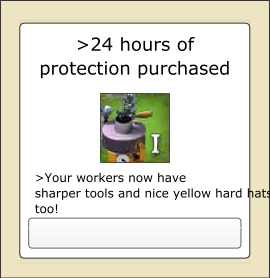 >24 hours of
protection purchased
I
>Your workers now have
sharper tools and nice yellow hard hats
too!